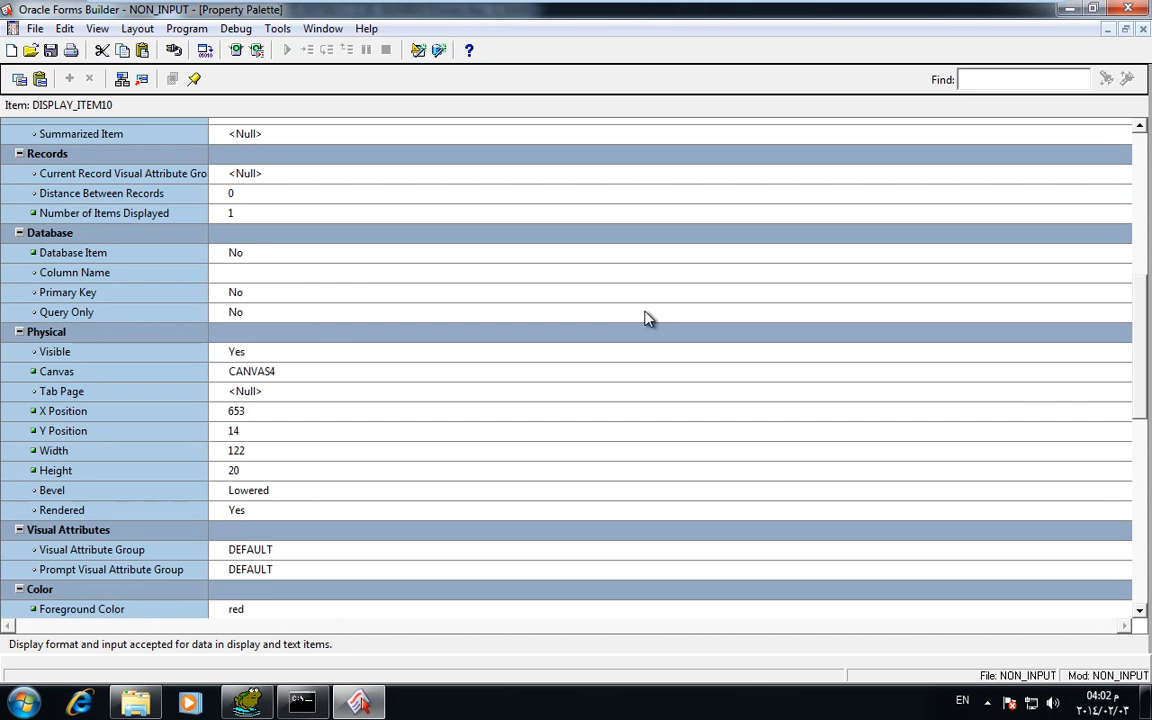 Oracle Forms Builder - NON_INPUT - [Property Palette]
File Edit View Layout Program Debug Tools Window Help
Find:
Item: DISPLAY_ITEM10
Summarized Item <Null>
Records
Current Record Visual Attribute Gro <Null>
Distance Between Records 0
Number of Items Displayed 1
Database
Database Item No
Column Name
Primary Key No
Query Only No
Physical
Visible Yes
Canvas CANVAS4
Tab Page <Null>
X Position 653
Y Position 14
Width 122
Height 20
Bevel Lowered
Rendered Yes
Visual Attributes
Visual Attribute Group DEFAULT
Prompt Visual Attribute Group DEFAULT
Color
Foreground Color red
Display format and input accepted for data in display and text items.
File: NON_INPUT Mod: NON_INPUT
EN
04:02 م
٢٠١٤/٠٢/٠٣